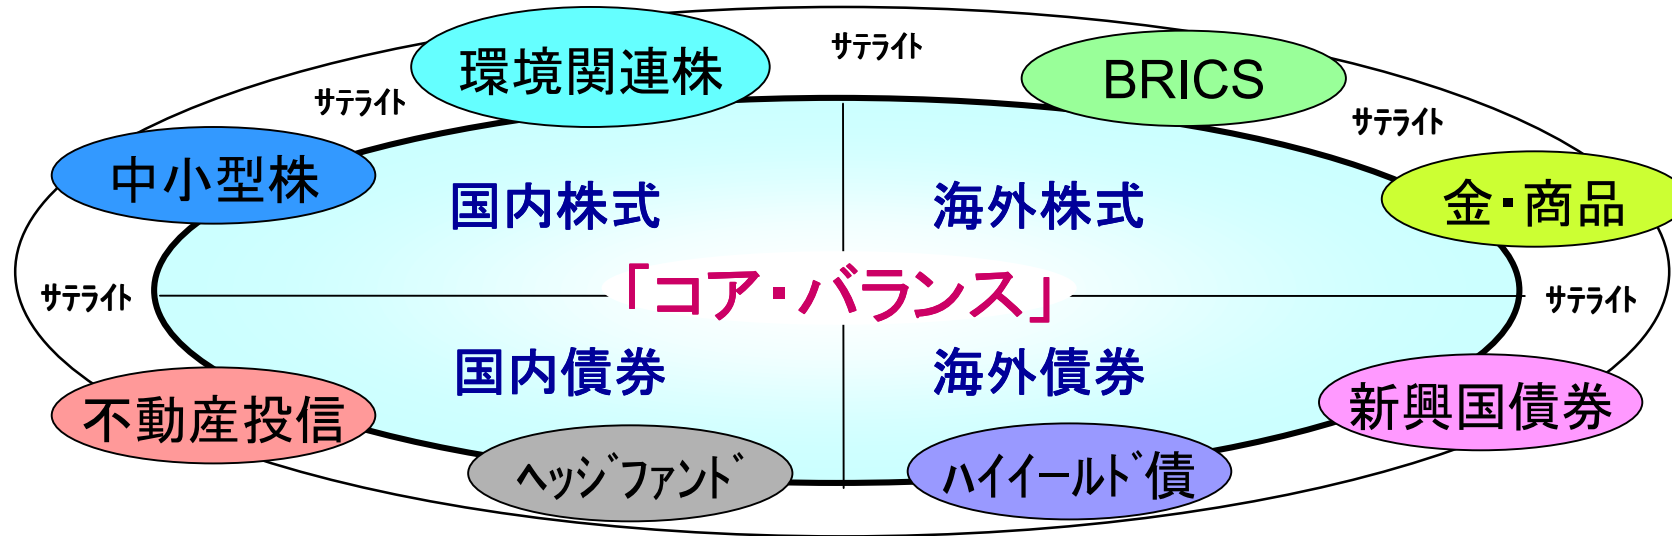 ｻﾃﾗｲﾄ
環境関連株
BRICS
ｻﾃﾗｲﾄ
ｻﾃﾗｲﾄ
中小型株
国内株式
海外株式
金・商品
「コア・バランス」
ｻﾃﾗｲﾄ
ｻﾃﾗｲﾄ
国内債券
海外債券
不動産投信
新興国債券
ﾍｯｼﾞﾌｧﾝﾄﾞ
ﾊｲｲｰﾙﾄﾞ債